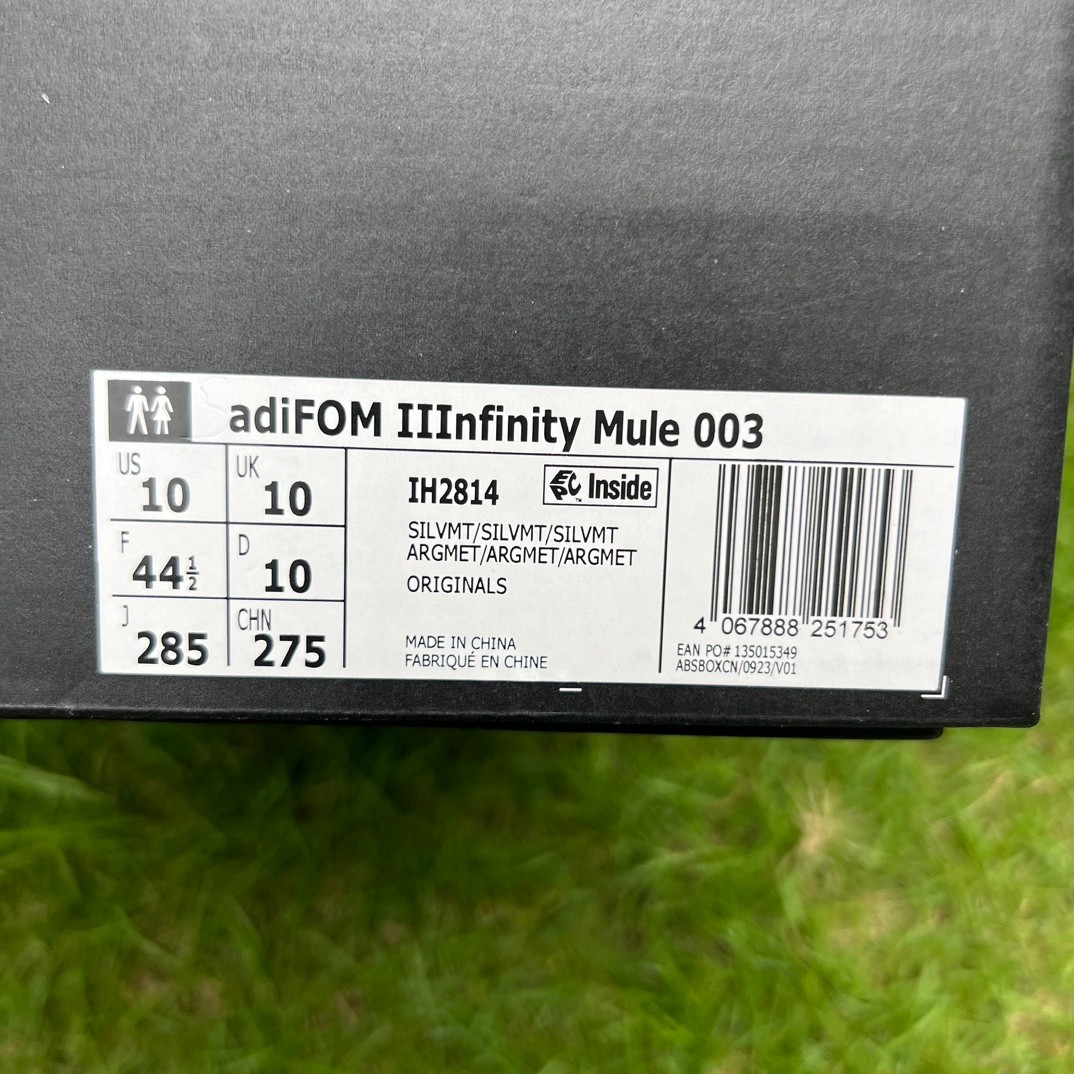 adiFOM IIInfinity Mule 003
US 10
UK 10
F 44½
D 10
J 285
CHN 275
IH2814
EPC Inside
TM
SILVMT/SILVMT/SILVMT
ARGMET/ARGMET/ARGMET
ORIGINALS
MADE IN CHINA
FABRIQUÉ EN CHINE
4 067888 251753
EAN PO# 135015349
ABSBOXCN/0923/V01